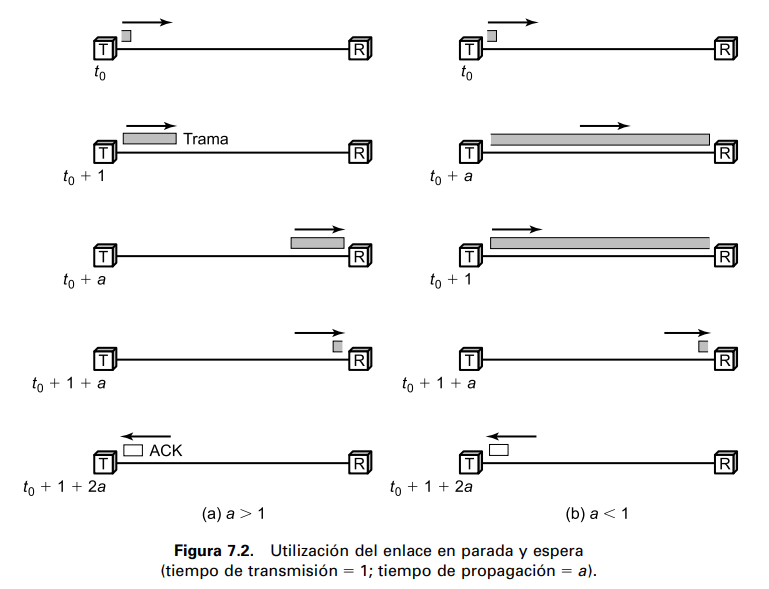 T R T R
t0 t0
Trama
T R T R
t0 + 1 t0 + a
T R T R
t0 + a t0 + 1
T R T R
t0 + 1 + a t0 + 1 + a
ACK
T R T R
t0 + 1 + 2a t0 + 1 + 2a
(a) a > 1 (b) a < 1
Figura 7.2. Utilización del enlace en parada y espera
(tiempo de transmisión = 1; tiempo de propagación = a).